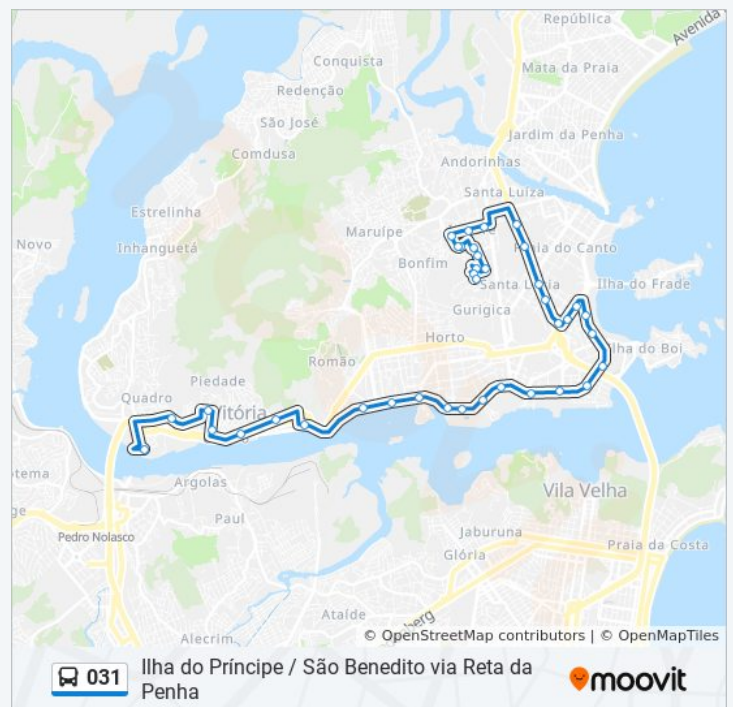 República
Avenida
Conquista
Mata da Praia
Redenção
São José
Jardim da Penha
Comdusa
Andorinhas
Santa Luíza
Estrelinha
Maruípe
Novo
Inhanguetá
Praia do Canto
Bonfim
Santa Lúcia
Ilha do Frade
Gurigica
Horto
Ilha do Boi
Romão
Piedade
Quadro
Vitória
Argolas
Vila Velha
Paul
Pedro Nolasco
Jaburuna
Praia da Costa
Glória
Ataíde
Alecrim
© OpenStreetMap contributors | © OpenMapTiles
031 Ilha do Príncipe / São Benedito via Reta da
Penha
moovit